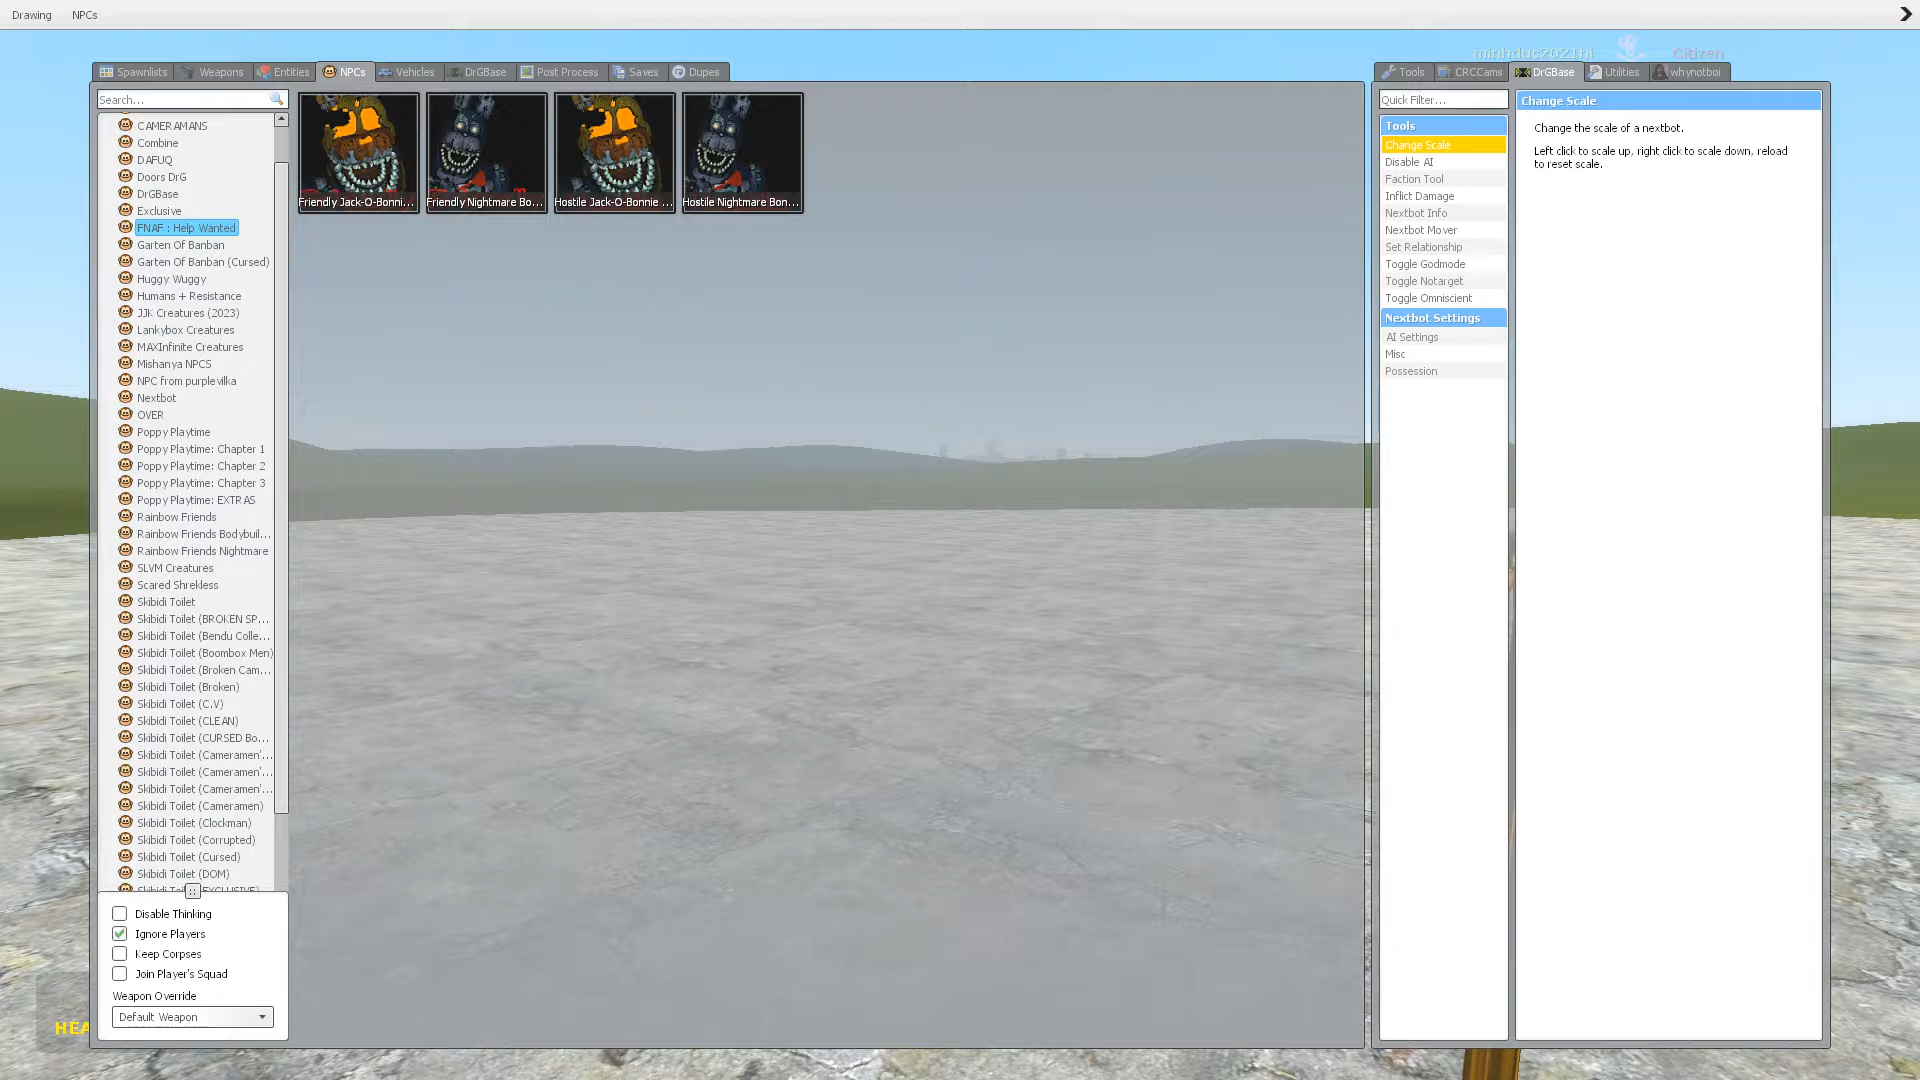 Drawing NPCs
minhduc2021hi Citizen
Spawnlists Weapons Entities NPCs Vehicles DrGBase Post Process Saves Dupes
Tools CRCCams DrGBase Utilities whynotboi
Search...
CAMERAMANS
Combine
DAFUQ
Doors DrG
DrGBase
Exclusive
FNAF : Help Wanted
Garten Of Banban
Garten Of Banban (Cursed)
Huggy Wuggy
Humans + Resistance
JJK Creatures (2023)
Lankybox Creatures
MAXInfinite Creatures
Mishanya NPCS
NPC from purplevilka
Nextbot
OVER
Poppy Playtime
Poppy Playtime: Chapter 1
Poppy Playtime: Chapter 2
Poppy Playtime: Chapter 3
Poppy Playtime: EXTRAS
Rainbow Friends
Rainbow Friends Bodybuil...
Rainbow Friends Nightmare
SLVM Creatures
Scared Shrekless
Skibidi Toilet
Skibidi Toilet (BROKEN SP...
Skibidi Toilet (Bendu Colle...
Skibidi Toilet (Boombox Men)
Skibidi Toilet (Broken Cam...
Skibidi Toilet (Broken)
Skibidi Toilet (C.V)
Skibidi Toilet (CLEAN)
Skibidi Toilet (CURSED Bo...
Skibidi Toilet (Cameramen'...
Skibidi Toilet (Cameramen'...
Skibidi Toilet (Cameramen'...
Skibidi Toilet (Cameramen)
Skibidi Toilet (Clockman)
Skibidi Toilet (Corrupted)
Skibidi Toilet (Cursed)
Skibidi Toilet (DOM)
Disable Thinking
Ignore Players
Keep Corpses
Join Player's Squad
Weapon Override
Default Weapon
HEA
Friendly Jack-O-Bonni...
Friendly Nightmare Bo...
Hostile Jack-O-Bonnie ...
Hostile Nightmare Bon...
Quick Filter...
Tools
Change Scale
Disable AI
Faction Tool
Inflict Damage
Nextbot Info
Nextbot Mover
Set Relationship
Toggle Godmode
Toggle Notarget
Toggle Omniscient
Nextbot Settings
AI Settings
Misc
Possession
Change Scale
Change the scale of a nextbot.
Left click to scale up, right click to scale down, reload
to reset scale.